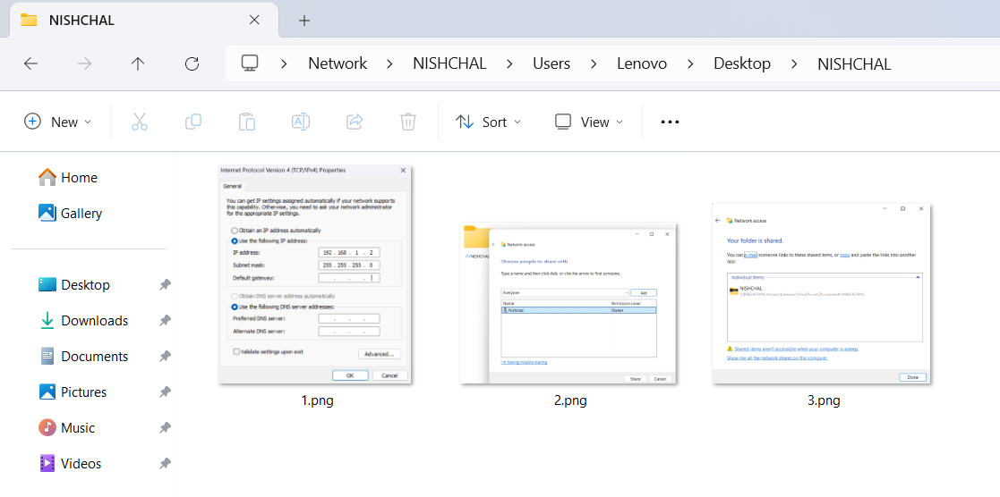 NISHCHAL
Network > NISHCHAL > Users > Lenovo > Desktop > NISHCHAL
New
Sort
View
Home
Gallery
Desktop
Downloads
Documents
Pictures
Music
Videos
Internet Protocol Version 4 (TCP/IPv4) Properties
General
You can get IP settings assigned automatically if your network supports
this capability. Otherwise, you need to ask your network administrator
for the appropriate IP settings.
Obtain an IP address automatically
Use the following IP address:
IP address: 192 . 168 . 1 . 2
Subnet mask: 255 . 255 . 255 . 0
Default gateway: . . .
Obtain DNS server address automatically
Use the following DNS server addresses:
Preferred DNS server: . . .
Alternate DNS server: . . .
Validate settings upon exit
Advanced...
OK Cancel
1.png
NISHCHAL
Network access
Choose people to share with
Type a name and then click Add, or click the arrow to find someone.
Everyone
Add
Name Permission Level
Nishchal Owner
I'm having trouble sharing
Share Cancel
2.png
Network access
Your folder is shared.
You can e-mail someone links to these shared items, or copy and paste the links into another
app.
Individual Items
NISHCHAL
\\NISHCHAL\Users\Lenovo\OneDrive\Documents\NISHCHAL
Shared items aren't accessible when your computer is asleep.
Show me all the network shares on this computer.
Done
3.png